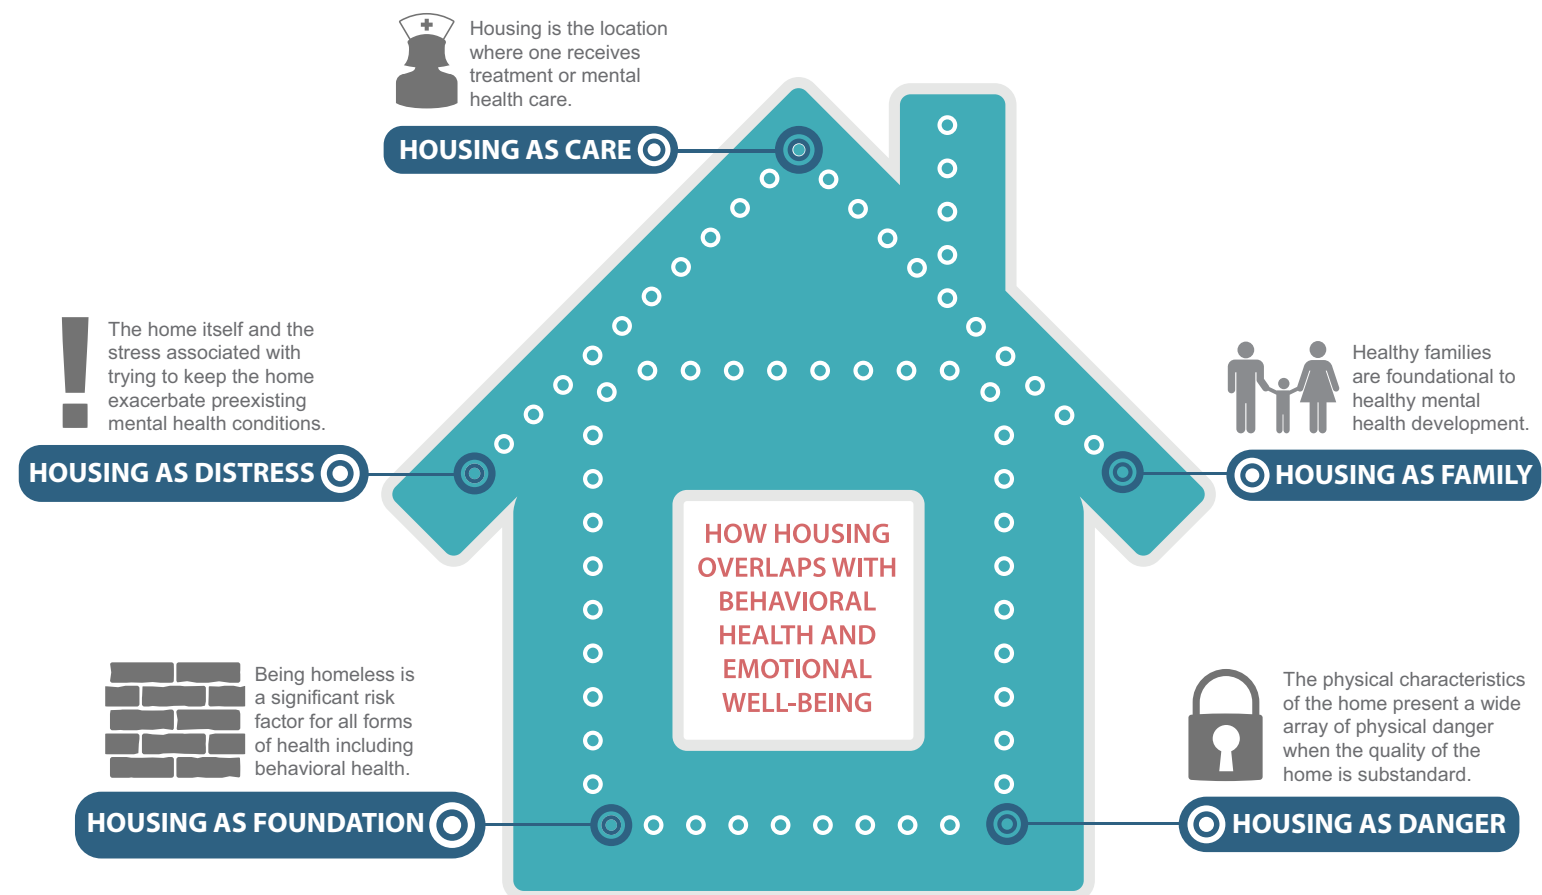 Housing is the location
where one receives
treatment or mental
health care.
HOUSING AS CARE
The home itself and the
stress associated with
trying to keep the home
exacerbate preexisting
mental health conditions.
HOUSING AS DISTRESS
Healthy families
are foundational to
healthy mental
health development.
HOUSING AS FAMILY
HOW HOUSING
OVERLAPS WITH
BEHAVIORAL
HEALTH AND
EMOTIONAL
WELL-BEING
Being homeless is
a significant risk
factor for all forms
of health including
behavioral health.
HOUSING AS FOUNDATION
The physical characteristics
of the home present a wide
array of physical danger
when the quality of the
home is substandard.
HOUSING AS DANGER